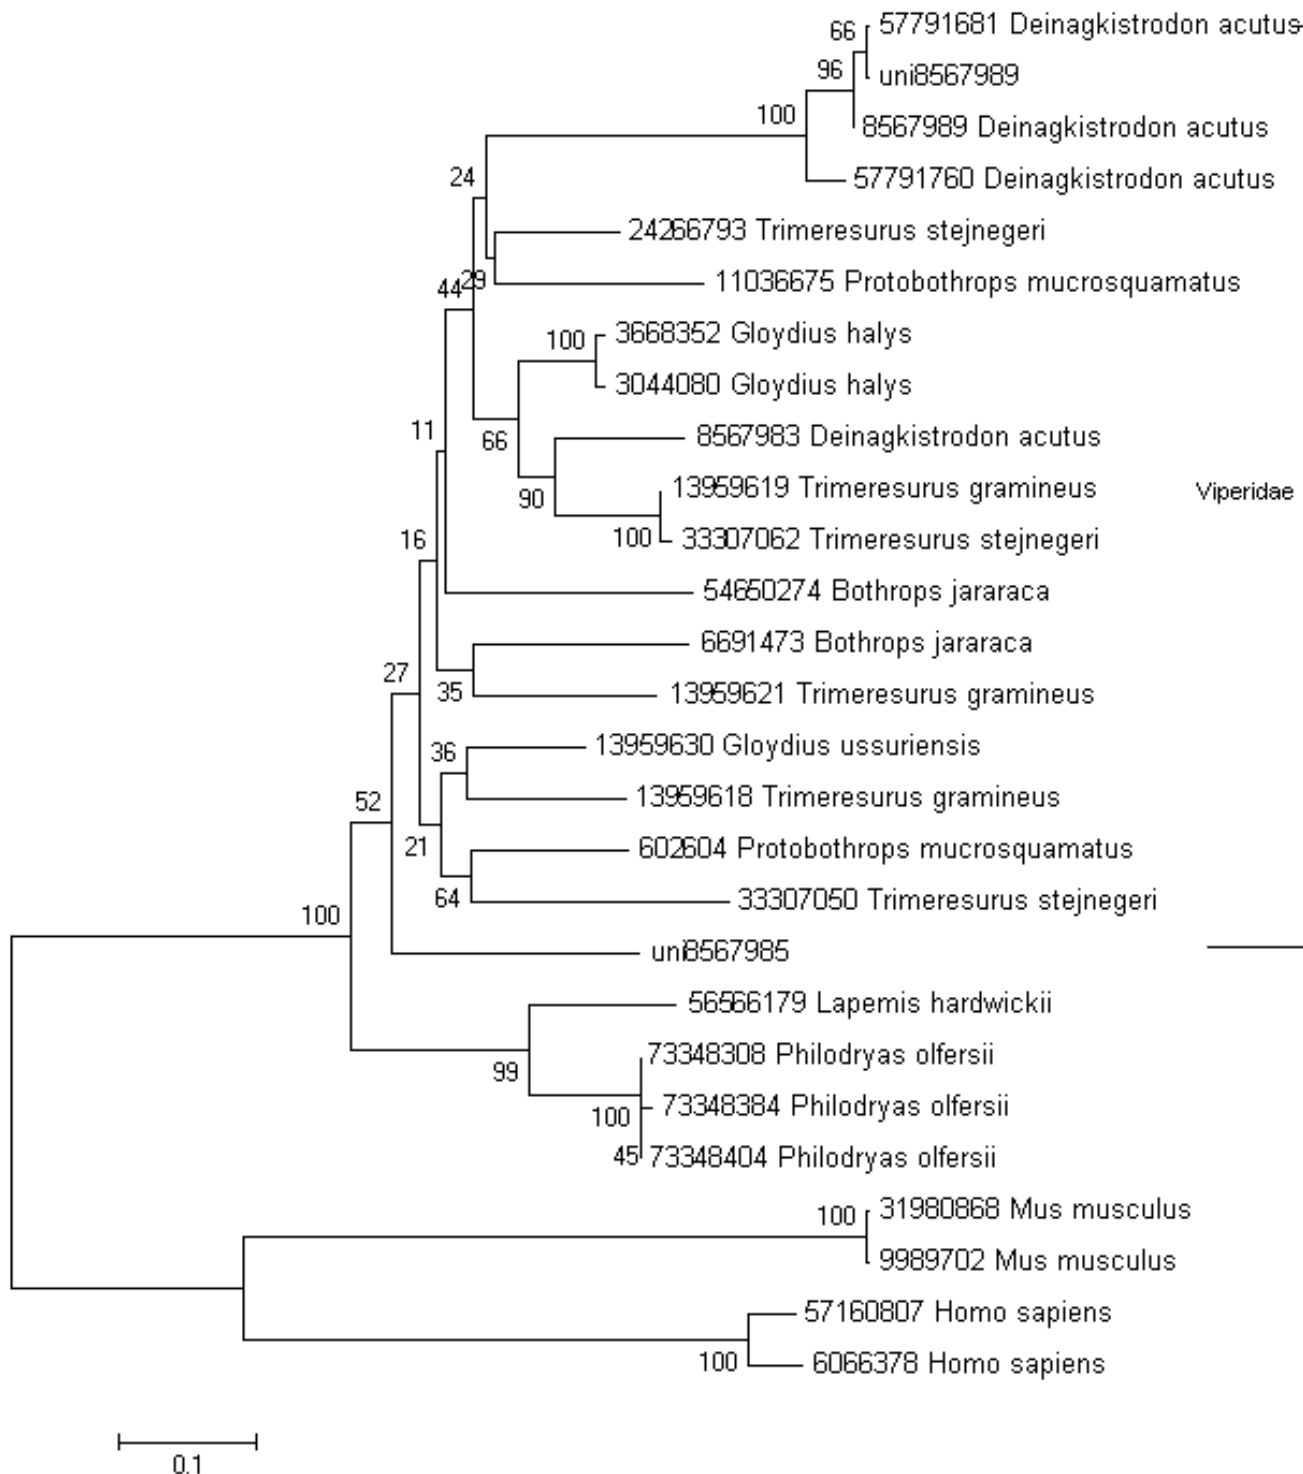 66
57791681 Deinagkistrodon acutus
96
uni8567989
100
8567989 Deinagkistrodon acutus
57791760 Deinagkistrodon acutus
24
24266793 Trimeresurus stejnegeri
29
11036675 Protobothrops mucrosquamatus
44
100
3668352 Gloydius halys
3044080 Gloydius halys
11
66
8567983 Deinagkistrodon acutus
90
13959619 Trimeresurus gramineus
Viperidae
16
100
33307062 Trimeresurus stejnegeri
54650274 Bothrops jararaca
6691473 Bothrops jararaca
27
35
13959621 Trimeresurus gramineus
36
13959630 Gloydius ussuriensis
52
13959618 Trimeresurus gramineus
21
602604 Protobothrops mucrosquamatus
64
33307050 Trimeresurus stejnegeri
100
uni8567985
56566179 Lapemis hardwickii
99
73348308 Philodryas olfersii
100
73348384 Philodryas olfersii
45
73348404 Philodryas olfersii
100
31980868 Mus musculus
9989702 Mus musculus
57160807 Homo sapiens
100
6066378 Homo sapiens
0.1